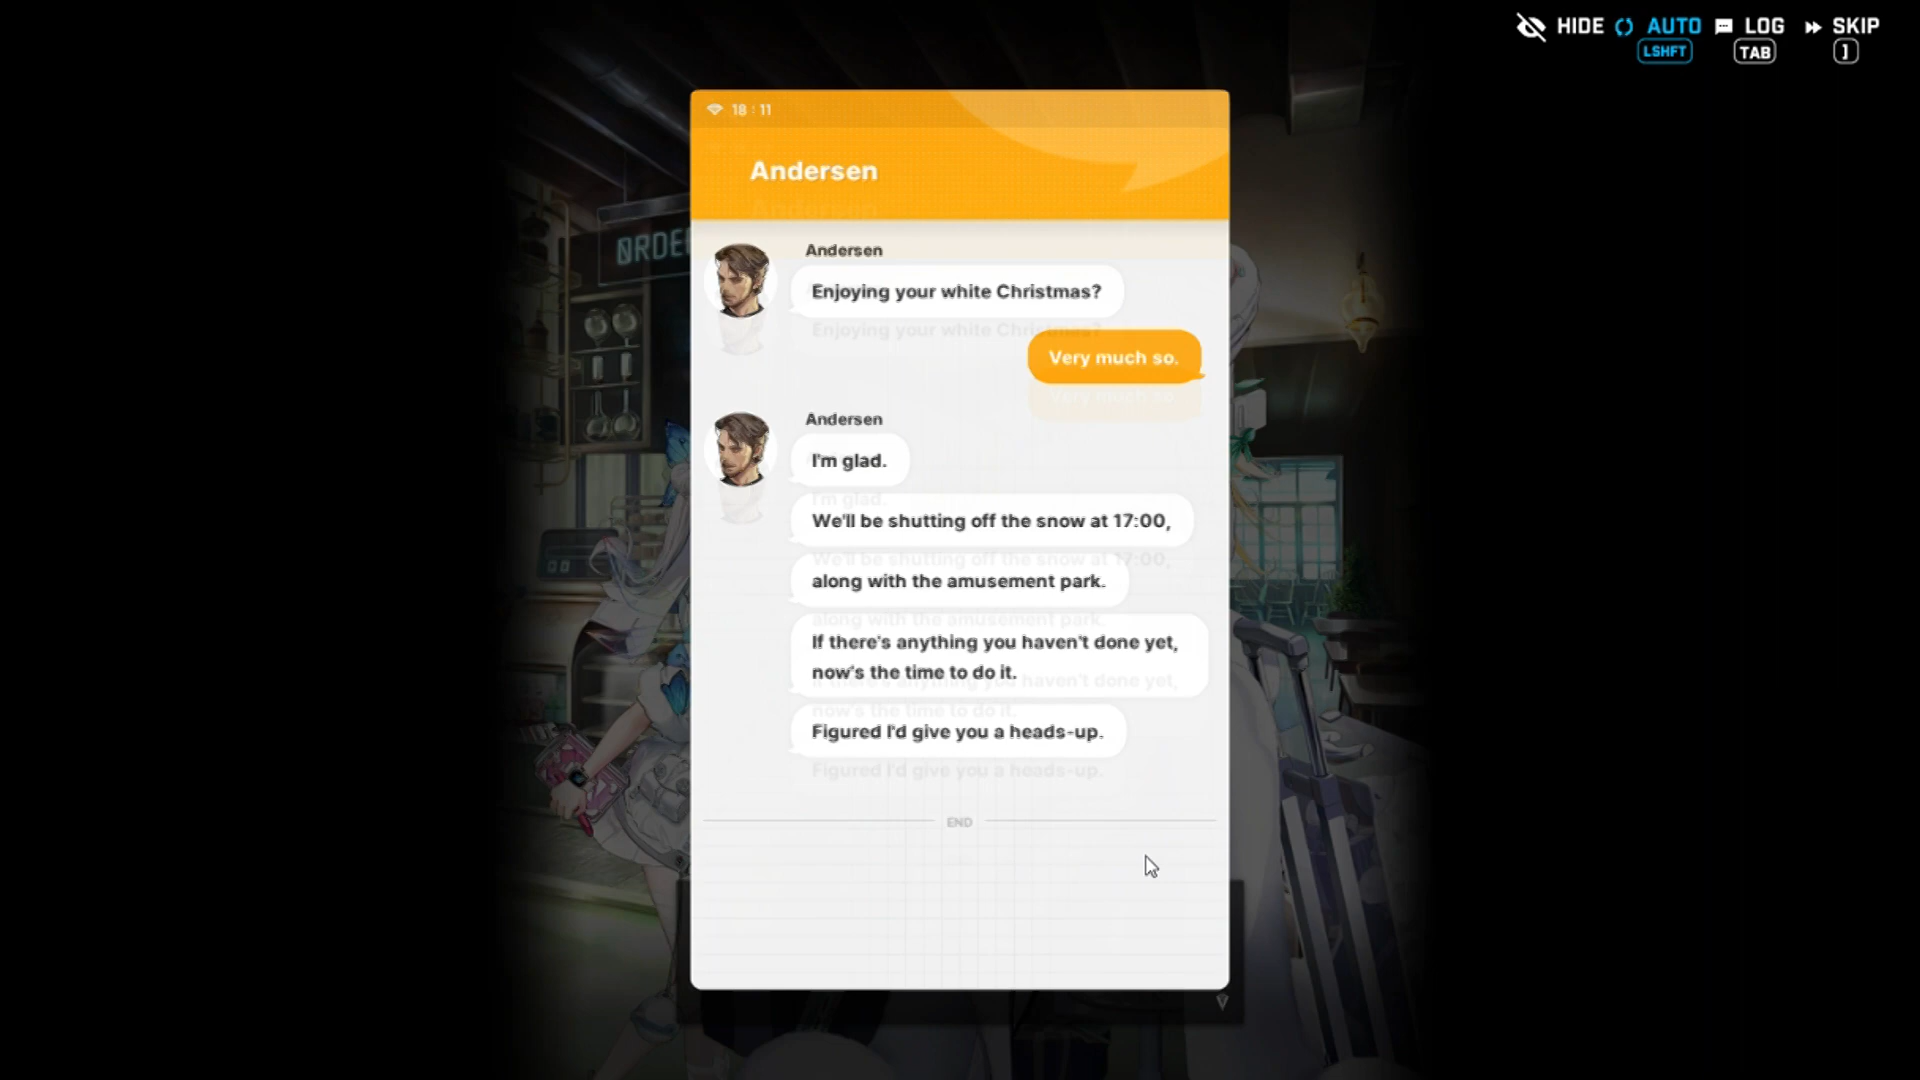 HIDE AUTO LOG SKIP
LSHFT TAB ]
18 : 11
Andersen
Andersen
Enjoying your white Christmas?
Very much so.
Andersen
I'm glad.
We'll be shutting off the snow at 17:00,
along with the amusement park.
If there's anything you haven't done yet,
now's the time to do it.
Figured I'd give you a heads-up.
END